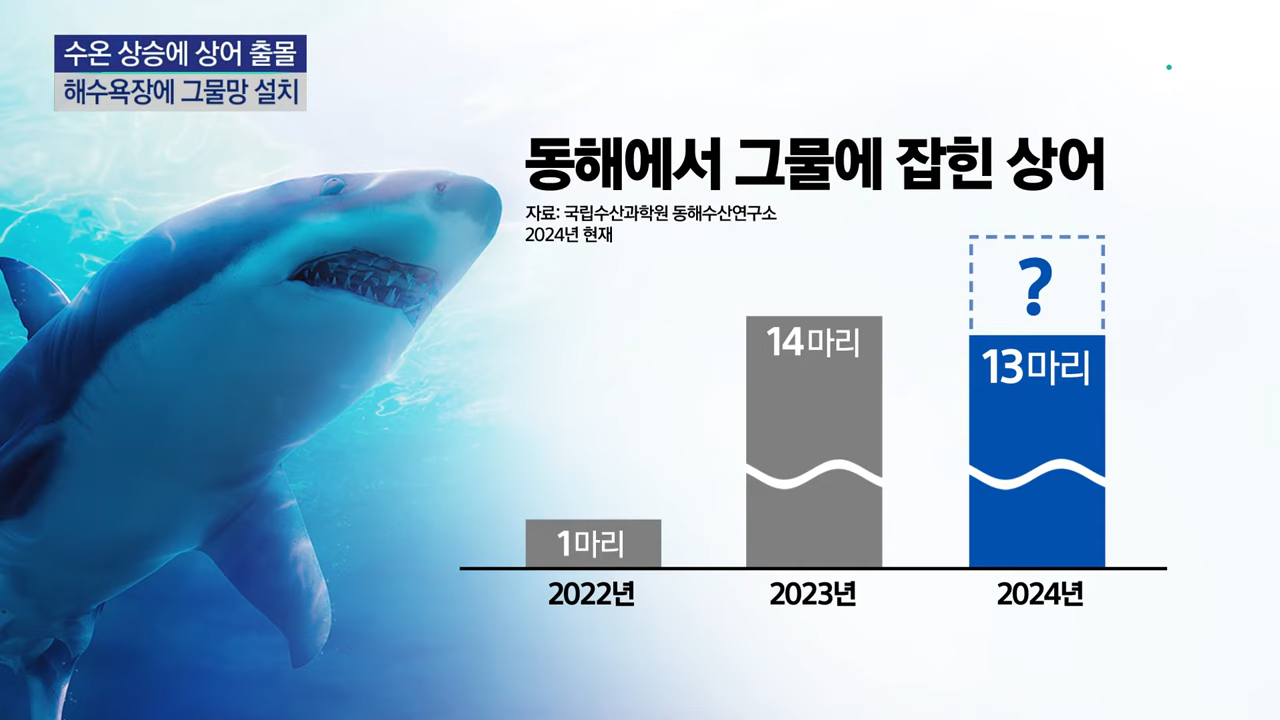 수온 상승에 상어 출몰
해수욕장에 그물망 설치
동해에서 그물에 잡힌 상어
자료: 국립수산과학원 동해수산연구소
2024년 현재
?
14마리
13마리
1마리
2022년
2023년
2024년